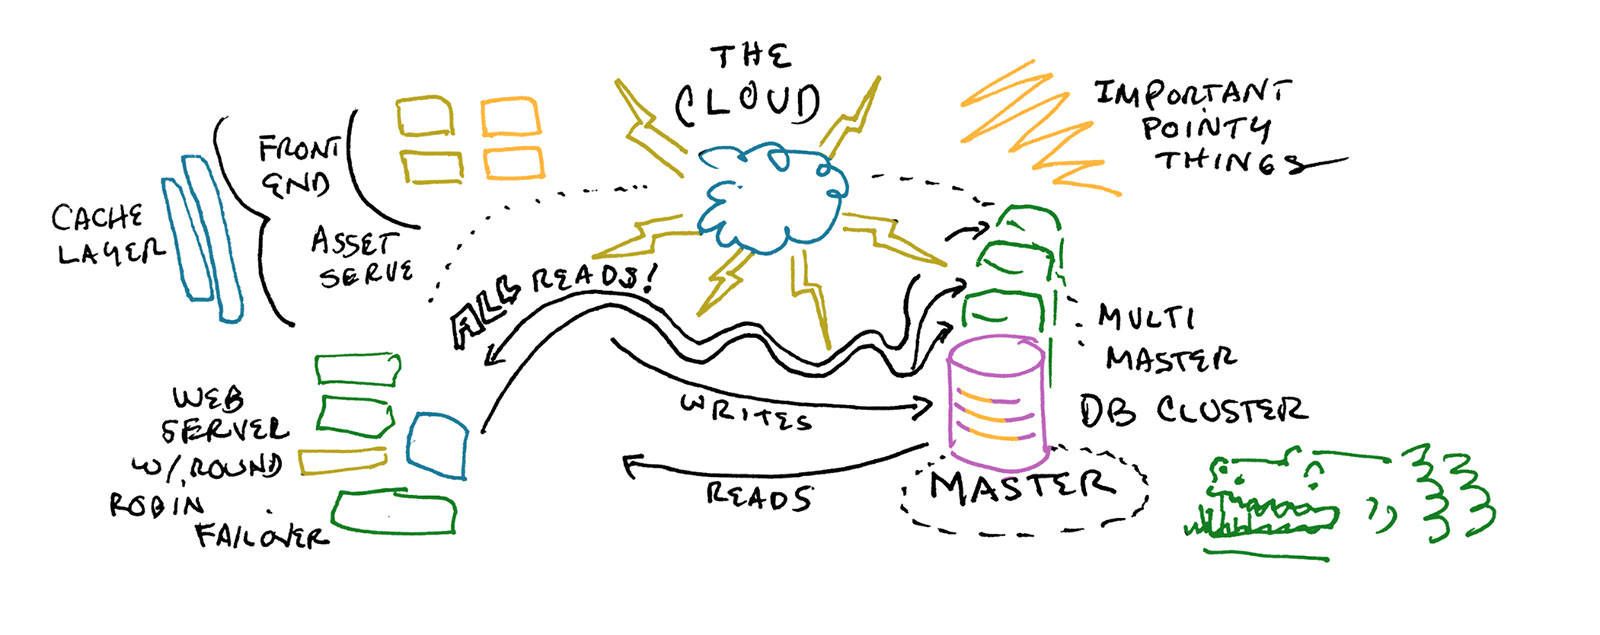 THE
CLOUD
IMPORTANT
POINTY
THINGS
FRONT
END
CACHE
LAYER
ASSET
SERVE
ALL READS!
MULTI
MASTER
DB CLUSTER
WEB
SERVER
W/ROUND
ROBIN
FAILOVER
WRITES
READS
MASTER